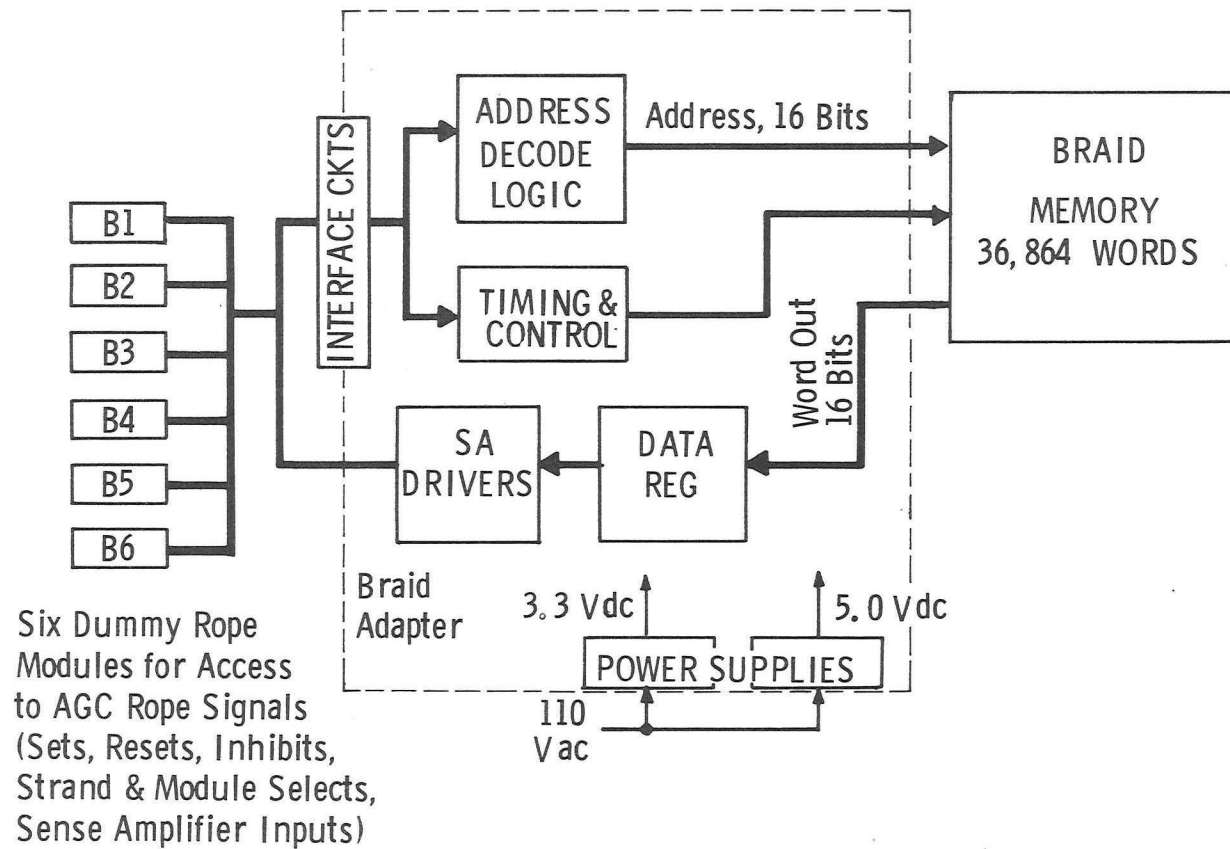 ADDRESS
DECODE
LOGIC
Address, 16 Bits
BRAID
MEMORY
36,864 WORDS
INTERFACE CKTS
B1
B2
B3
B4
B5
B6
TIMING &
CONTROL
Word Out
16 Bits
SA
DRIVERS
DATA
REG
Braid
Adapter
3.3 Vdc
5.0 Vdc
POWER SUPPLIES
110
Vac
Six Dummy Rope
Modules for Access
to AGC Rope Signals
(Sets, Resets, Inhibits,
Strand & Module Selects,
Sense Amplifier Inputs)